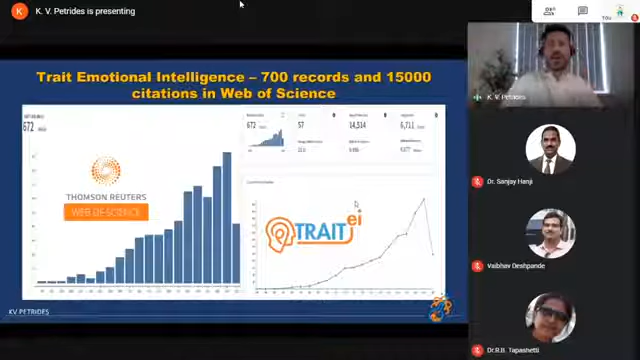 K
K. V. Petrides is presenting
You
Trait Emotional Intelligence – 700 records and 15000
citations in Web of Science
672
THOMSON REUTERS
WEB OF SCIENCE
672
57
14,514
6,711
TRAIT ei
KV PETRIDES
K. V. Petrides
Dr. Sanjay Hanji
Vaibhav Deshpande
Dr.R.B. Tapashetti